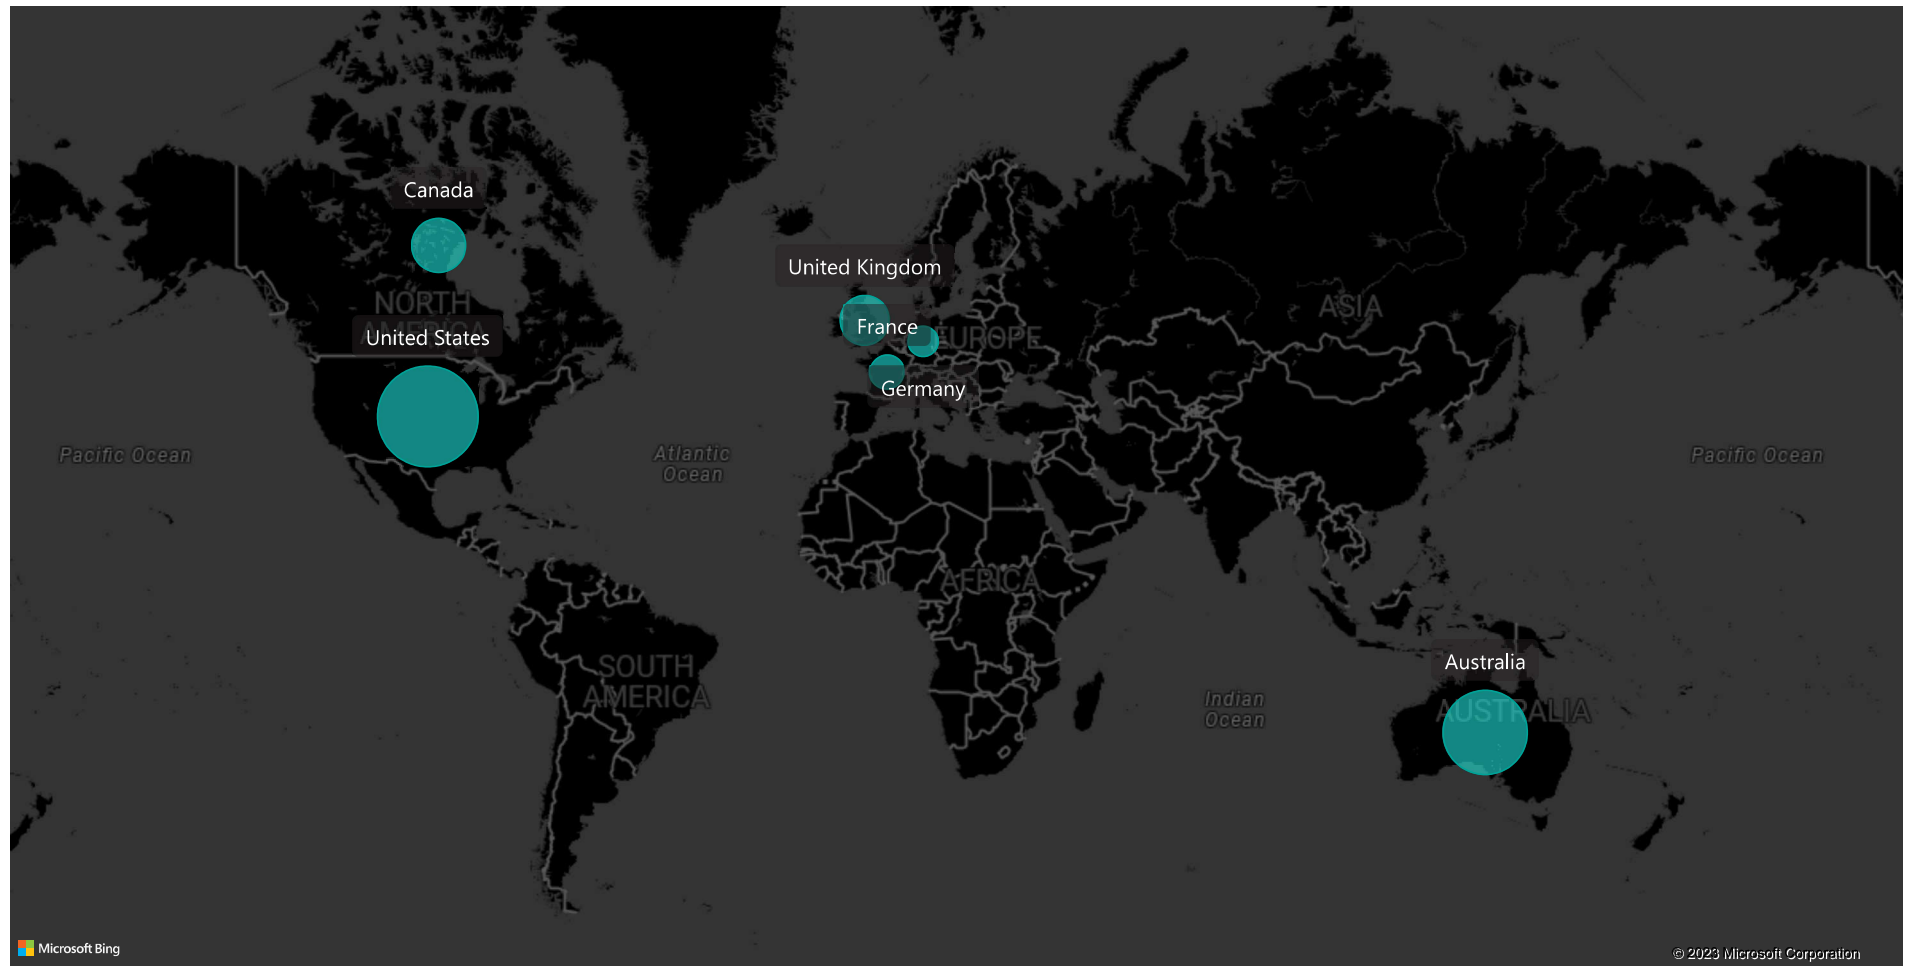 Canada
NORTH
AMERICA
United States
United Kingdom
France
EUROPE
Germany
ASIA
Pacific Ocean
Atlantic
Ocean
Pacific Ocean
AFRICA
SOUTH
AMERICA
Indian
Ocean
Australia
AUSTRALIA
Microsoft Bing
© 2023 Microsoft Corporation